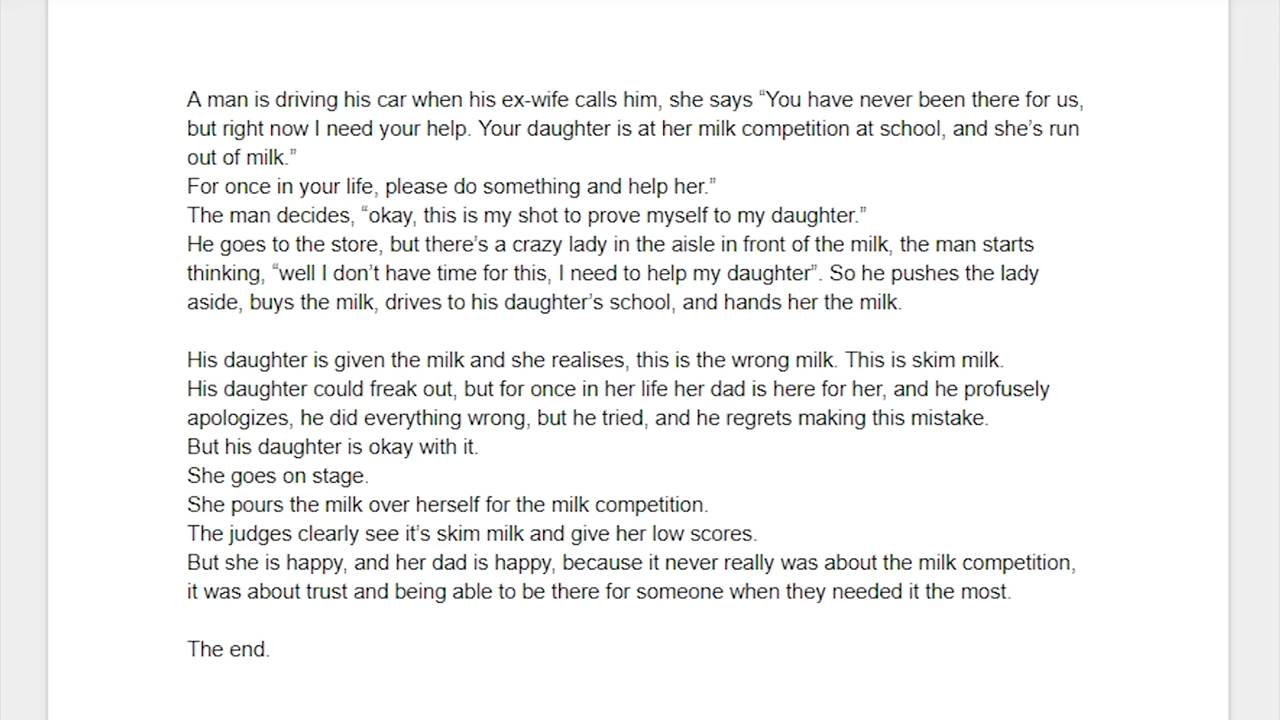 A man is driving his car when his ex-wife calls him, she says “You have never been there for us,
but right now I need your help. Your daughter is at her milk competition at school, and she’s run
out of milk.”
For once in your life, please do something and help her.”
The man decides, “okay, this is my shot to prove myself to my daughter.”
He goes to the store, but there’s a crazy lady in the aisle in front of the milk, the man starts
thinking, “well I don’t have time for this, I need to help my daughter”. So he pushes the lady
aside, buys the milk, drives to his daughter’s school, and hands her the milk.
His daughter is given the milk and she realises, this is the wrong milk. This is skim milk.
His daughter could freak out, but for once in her life her dad is here for her, and he profusely
apologizes, he did everything wrong, but he tried, and he regrets making this mistake.
But his daughter is okay with it.
She goes on stage.
She pours the milk over herself for the milk competition.
The judges clearly see it’s skim milk and give her low scores.
But she is happy, and her dad is happy, because it never really was about the milk competition,
it was about trust and being able to be there for someone when they needed it the most.
The end.